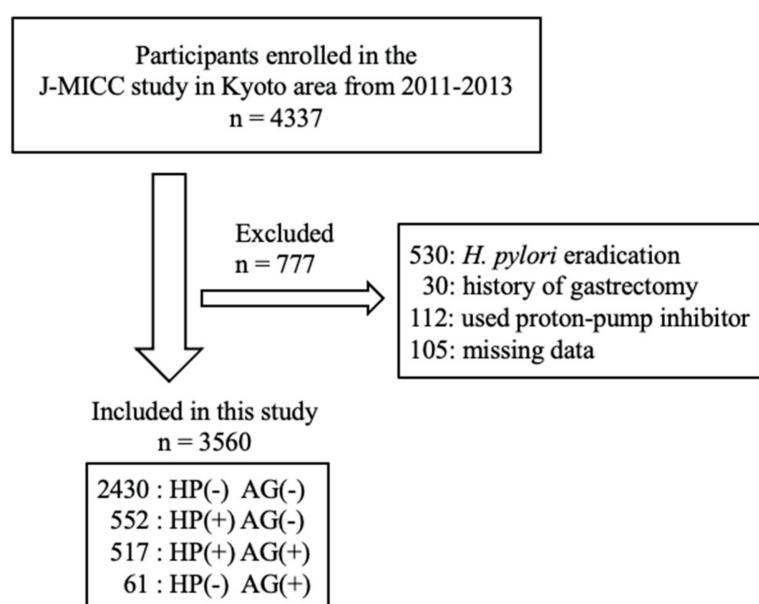 Participants enrolled in the
J-MICC study in Kyoto area from 2011-2013
n = 4337
Excluded
n = 777
530: H. pylori eradication
30: history of gastrectomy
112: used proton-pump inhibitor
105: missing data
Included in this study
n = 3560
2430 : HP(-) AG(-)
552 : HP(+) AG(-)
517 : HP(+) AG(+)
61 : HP(-) AG(+)